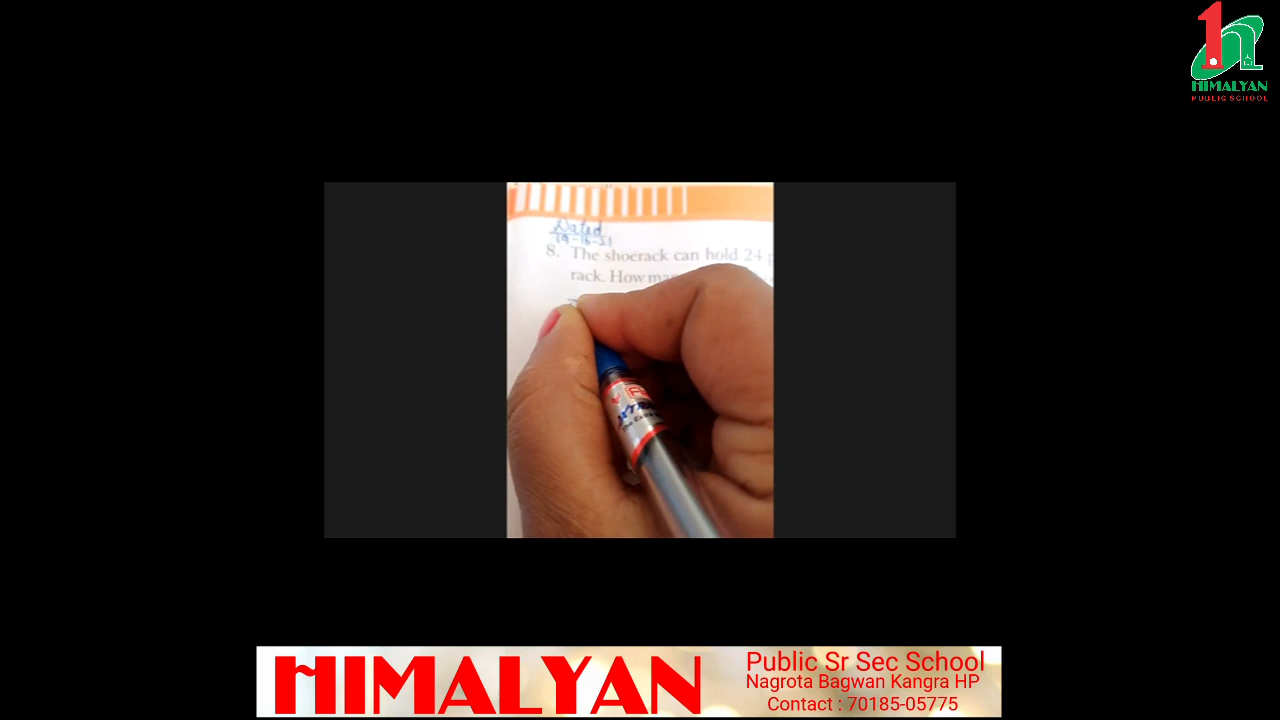 HIMALYAN
PUBLIC SCHOOL
Dated
8. The shoerack can hold 24
rack. How
HIMALYAN
Public Sr Sec School
Nagrota Bagwan Kangra HP
Contact : 70185-05775